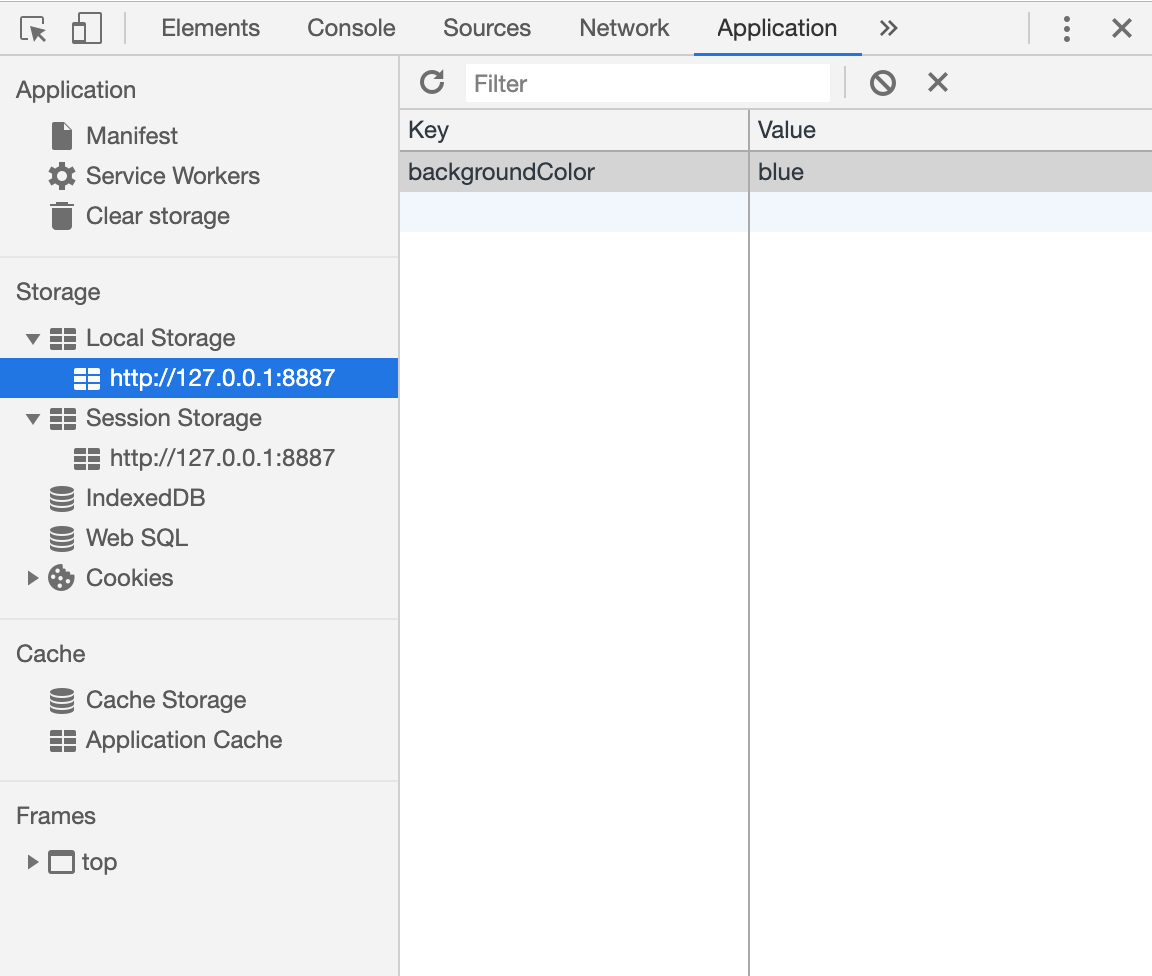 Elements Console Sources Network Application
Application
Manifest
Service Workers
Clear storage
Storage
Local Storage
http://127.0.0.1:8887
Session Storage
http://127.0.0.1:8887
IndexedDB
Web SQL
Cookies
Cache
Cache Storage
Application Cache
Frames
top
Filter
Key Value
backgroundColor blue